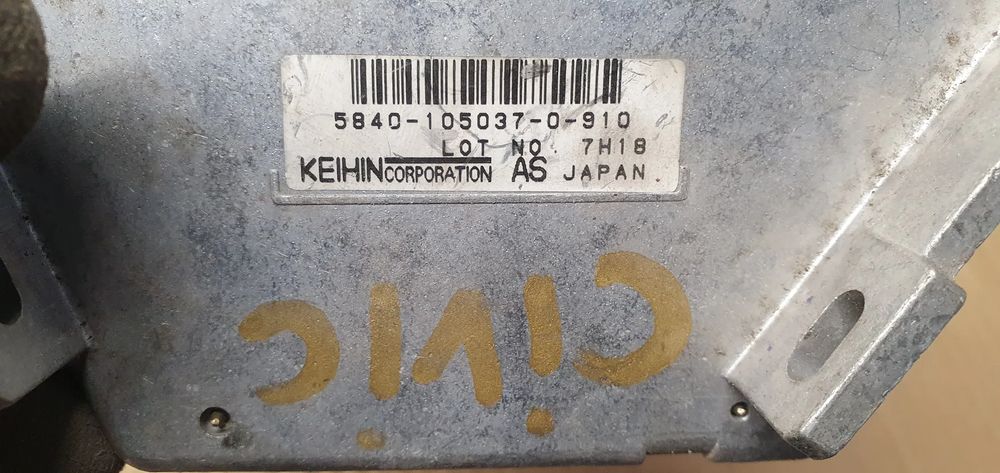 5840-105037-0-910
LOT NO. 7H18
KEIHIN CORPORATION AS JAPAN.
civic